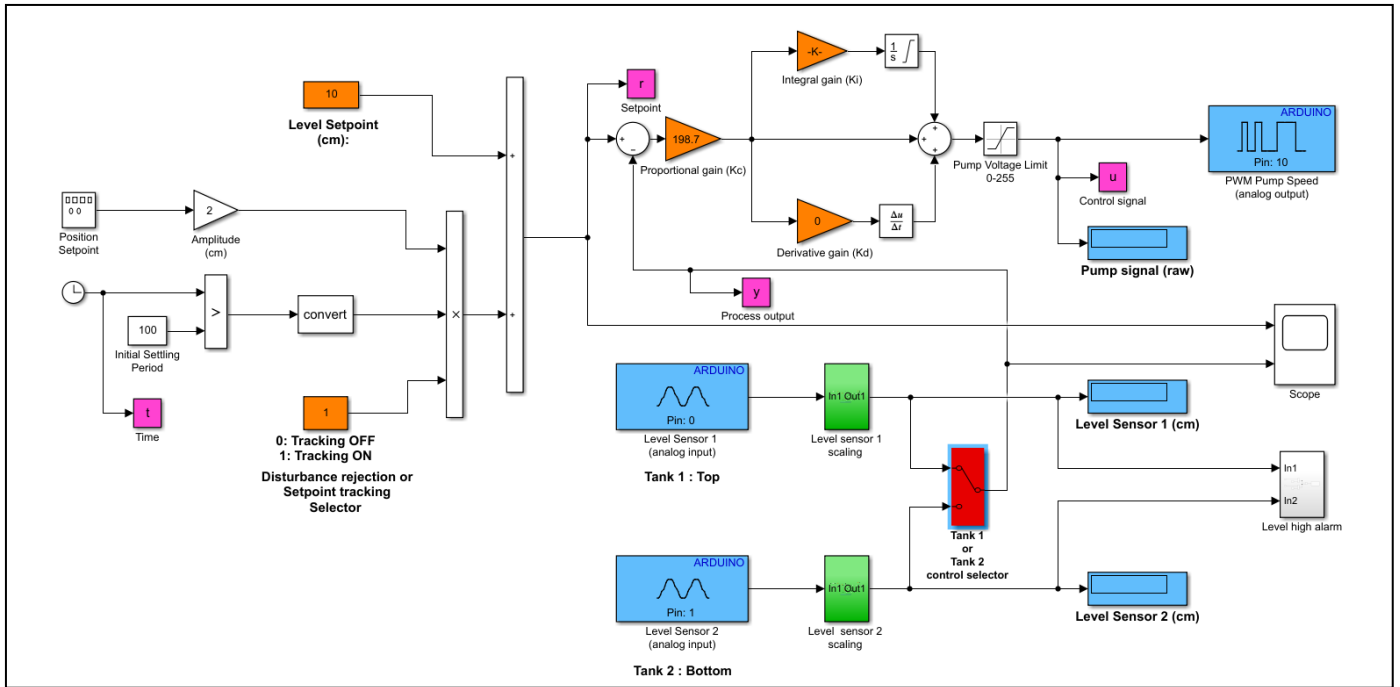 10
Level Setpoint
(cm):
r
Setpoint
-K-
Integral gain (Ki)
1
s
198.7
Proportional gain (Kc)
+
−
+
+
+
Pump Voltage Limit
0-255
ARDUINO
Pin: 10
PWM Pump Speed
(analog output)
u
Control signal
0
Derivative gain (Kd)
Δu
Δt
Pump signal (raw)
0 0
Position
Setpoint
2
Amplitude
(cm)
+
+
×
>
convert
100
Initial Settling
Period
t
Time
1
0: Tracking OFF
1: Tracking ON
Disturbance rejection or
Setpoint tracking
Selector
y
Process output
Scope
ARDUINO
Pin: 0
Level Sensor 1
(analog input)
Tank 1 : Top
In1 Out1
Level sensor 1
scaling
Level Sensor 1 (cm)
Tank 1
or
Tank 2
control selector
In1
In2
Level high alarm
ARDUINO
Pin: 1
Level Sensor 2
(analog input)
Tank 2 : Bottom
In1 Out1
Level sensor 2
scaling
Level Sensor 2 (cm)